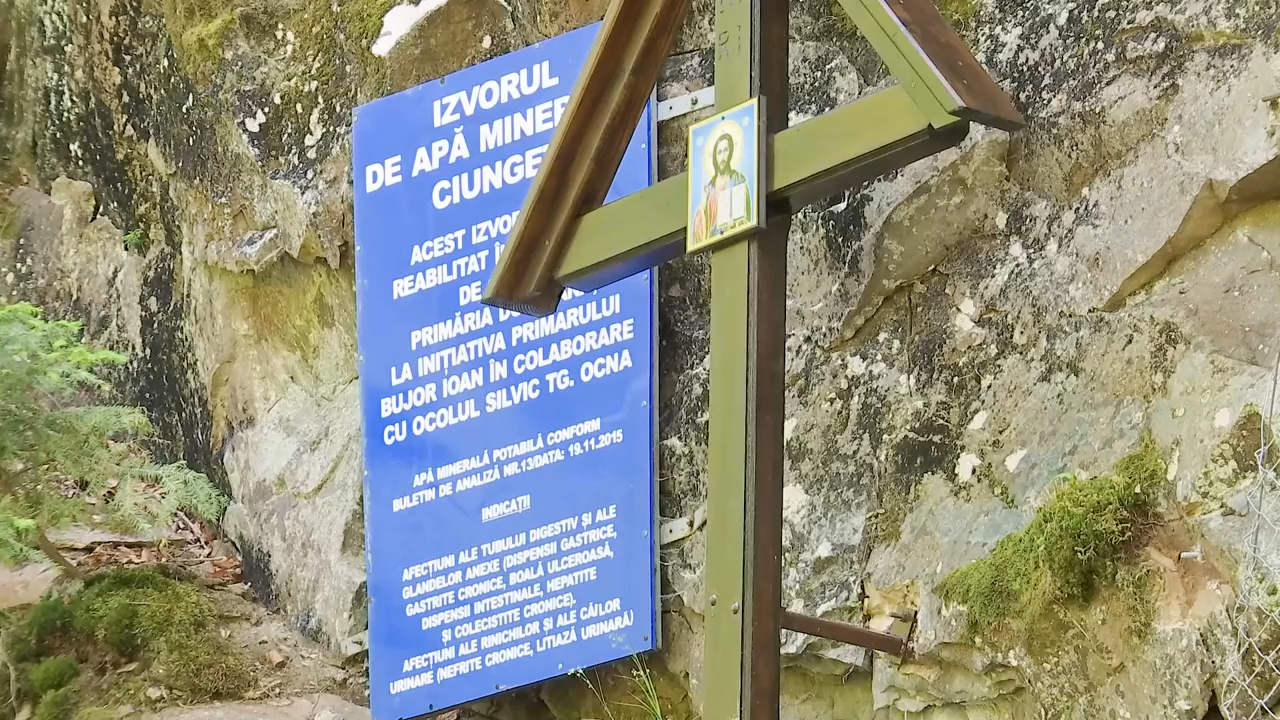 IZVORUL
DE APĂ MINER
CIUNGE
ACEST IZVOR
REABILITAT Î
DE
PRIMĂRIA D
LA INIȚIATIVA PRIMARULUI
BUJOR IOAN ÎN COLABORARE
CU OCOLUL SILVIC TG. OCNA
APĂ MINERALĂ POTABILĂ CONFORM
BULETIN DE ANALIZĂ NR.13/DATA: 19.11.2015
INDICAȚII
AFECȚIUNI ALE TUBULUI DIGESTIV ȘI ALE
GLANDELOR ANEXE (DISPENSII GASTRICE,
GASTRITE CRONICE, BOALĂ ULCEROASĂ,
DISPENSII INTESTINALE, HEPATITE
ȘI COLECISTITE CRONICE).
AFECȚIUNI ALE RINICHILOR ȘI ALE CĂILOR
URINARE (NEFRITE CRONICE, LITIAZĂ URINARĂ)